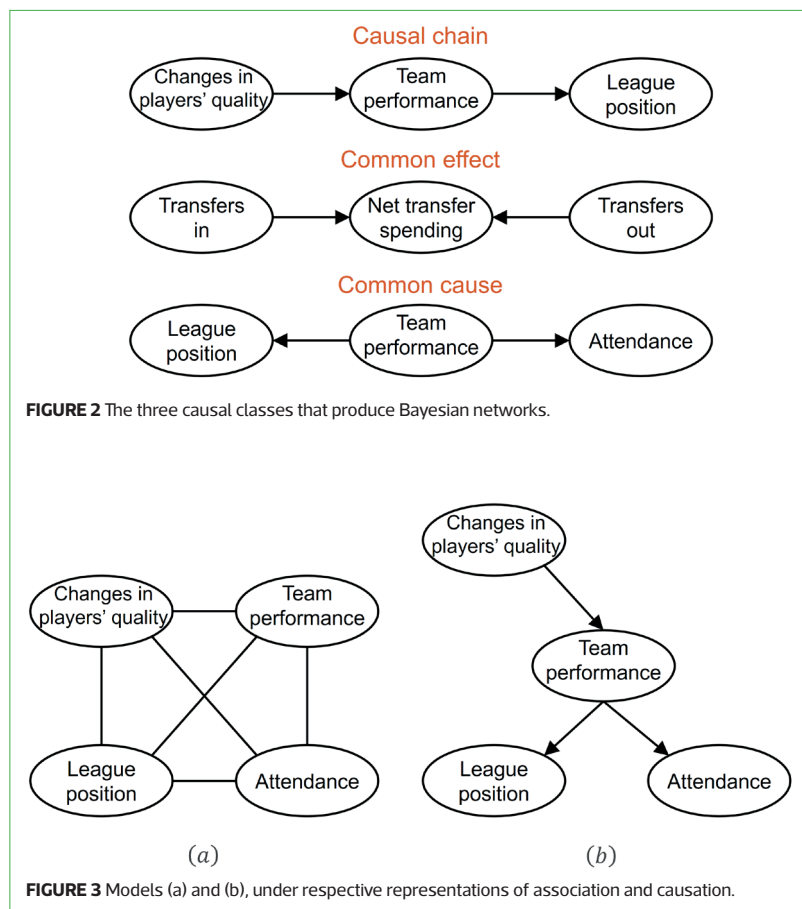 Causal chain
Changes in
players' quality
Team
performance
League
position
Common effect
Transfers
in
Net transfer
spending
Transfers
out
Common cause
League
position
Team
performance
Attendance
FIGURE 2 The three causal classes that produce Bayesian networks.
Changes in
players' quality
Team
performance
League
position
Attendance
(a)
Changes in
players' quality
Team
performance
League
position
Attendance
(b)
FIGURE 3 Models (a) and (b), under respective representations of association and causation.